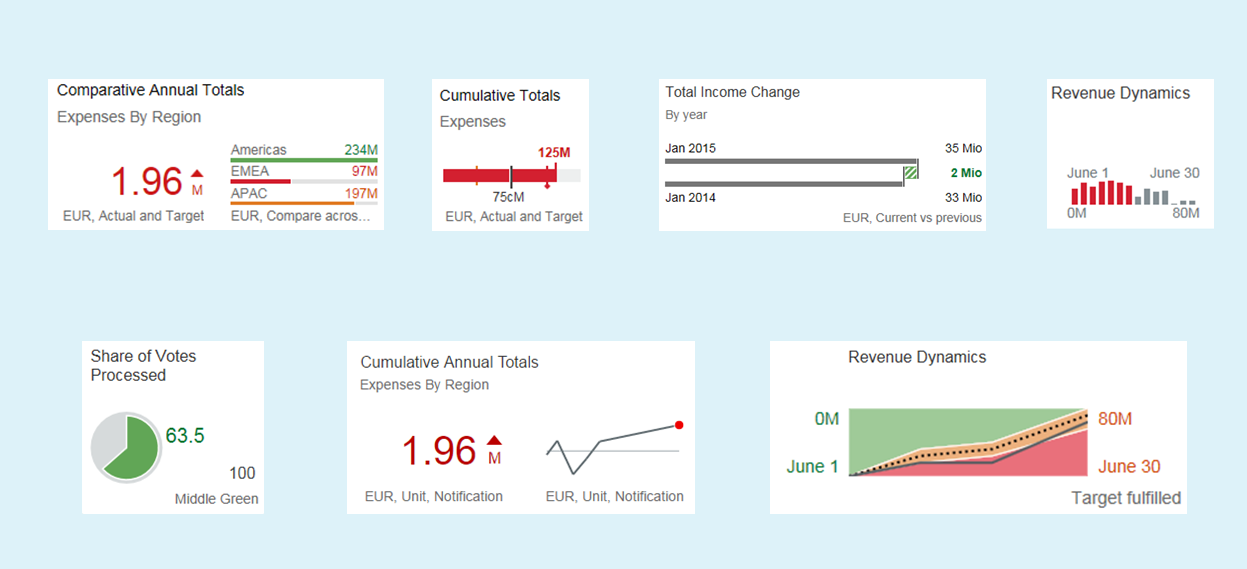 Comparative Annual Totals
Expenses By Region
1.96
M
EUR, Actual and Target
Americas 234M
EMEA 97M
APAC 197M
EUR, Compare acros...
Cumulative Totals
Expenses
125M
75cM
EUR, Actual and Target
Total Income Change
By year
Jan 2015 35 Mio
2 Mio
Jan 2014 33 Mio
EUR, Current vs previous
Revenue Dynamics
June 1 June 30
0M 80M
Share of Votes
Processed
63.5
100
Middle Green
Cumulative Annual Totals
Expenses By Region
1.96
M
EUR, Unit, Notification
EUR, Unit, Notification
Revenue Dynamics
0M 80M
June 1 June 30
Target fulfilled